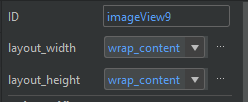 ID imageView9
layout_width wrap_content ...
layout_height wrap_content ...